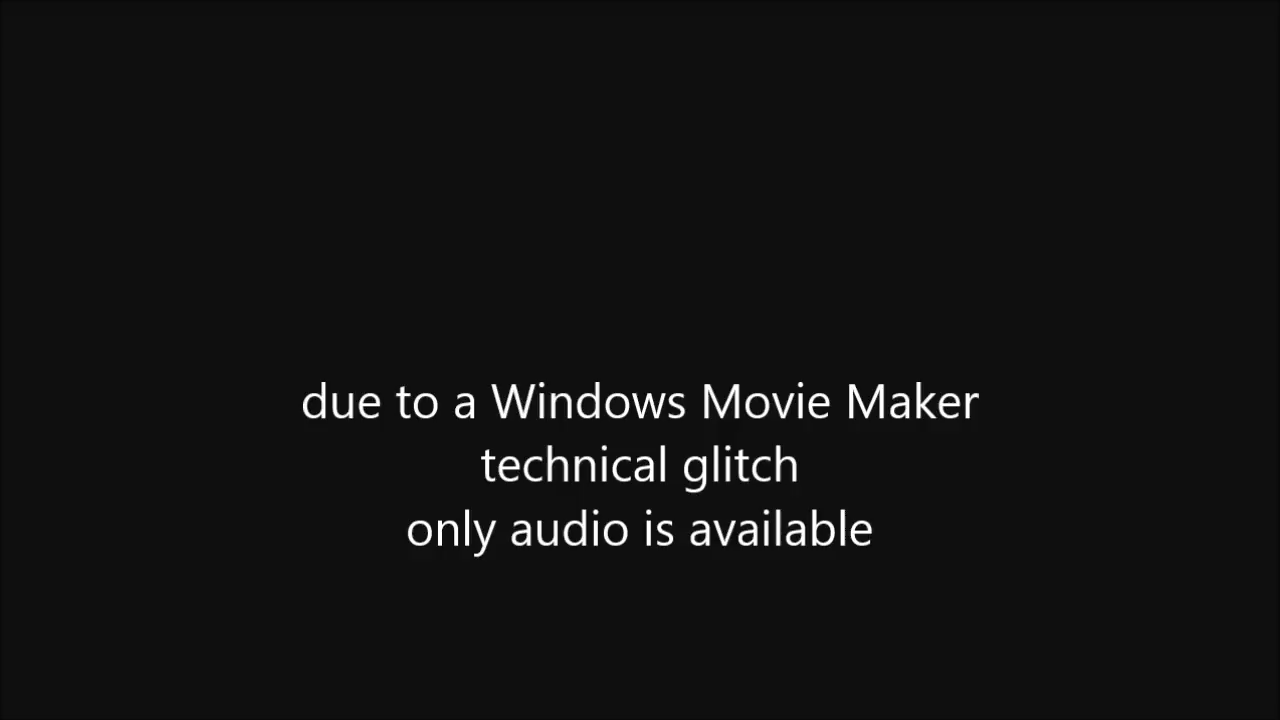 due to a Windows Movie Maker
technical glitch
only audio is available